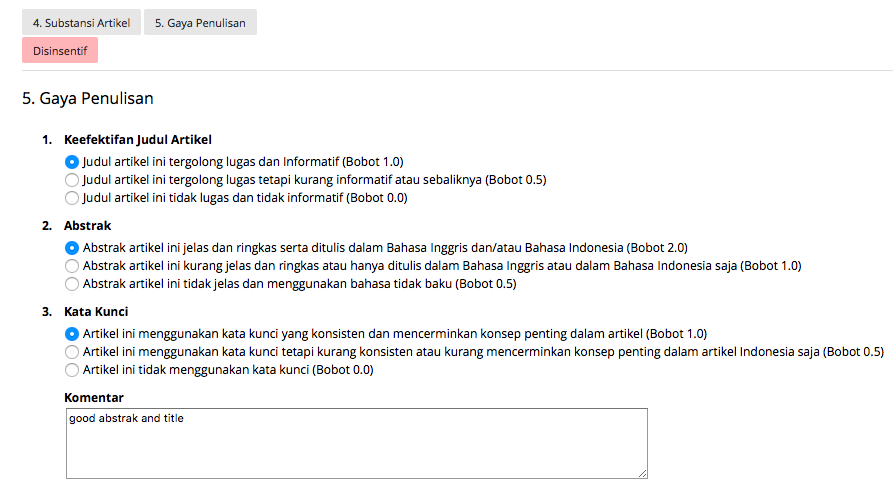 4. Substansi Artikel
5. Gaya Penulisan
Disinsentif
5. Gaya Penulisan
1. Keefektifan Judul Artikel
Judul artikel ini tergolong lugas dan Informatif (Bobot 1.0)
Judul artikel ini tergolong lugas tetapi kurang informatif atau sebaliknya (Bobot 0.5)
Judul artikel ini tidak lugas dan tidak informatif (Bobot 0.0)
2. Abstrak
Abstrak artikel ini jelas dan ringkas serta ditulis dalam Bahasa Inggris dan/atau Bahasa Indonesia (Bobot 2.0)
Abstrak artikel ini kurang jelas dan ringkas atau hanya ditulis dalam Bahasa Inggris atau dalam Bahasa Indonesia saja (Bobot 1.0)
Abstrak artikel ini tidak jelas dan menggunakan bahasa tidak baku (Bobot 0.5)
3. Kata Kunci
Artikel ini menggunakan kata kunci yang konsisten dan mencerminkan konsep penting dalam artikel (Bobot 1.0)
Artikel ini menggunakan kata kunci tetapi kurang konsisten atau kurang mencerminkan konsep penting dalam artikel Indonesia saja (Bobot 0.5)
Artikel ini tidak menggunakan kata kunci (Bobot 0.0)
Komentar
good abstrak and title